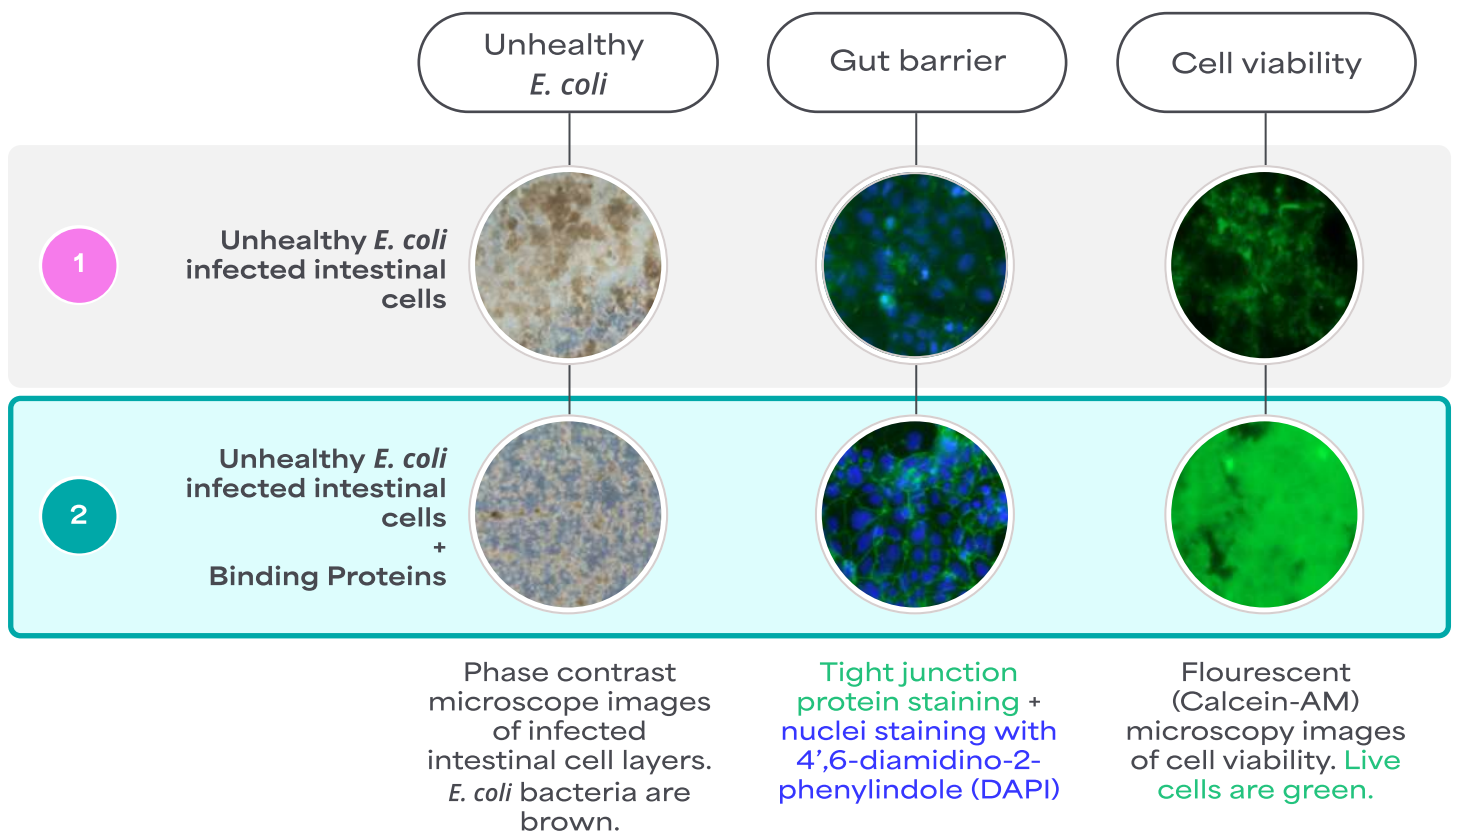 Unhealthy
E. coli
Gut barrier
Cell viability
1
Unhealthy E. coli
infected intestinal
cells
2
Unhealthy E. coli
infected intestinal
cells
+
Binding Proteins
Phase contrast
microscope images
of infected
intestinal cell layers.
E. coli bacteria are
brown.
Tight junction
protein staining +
nuclei staining with
4’,6-diamidino-2-
phenylindole (DAPI)
Flourescent
(Calcein-AM)
microscopy images
of cell viability. Live
cells are green.